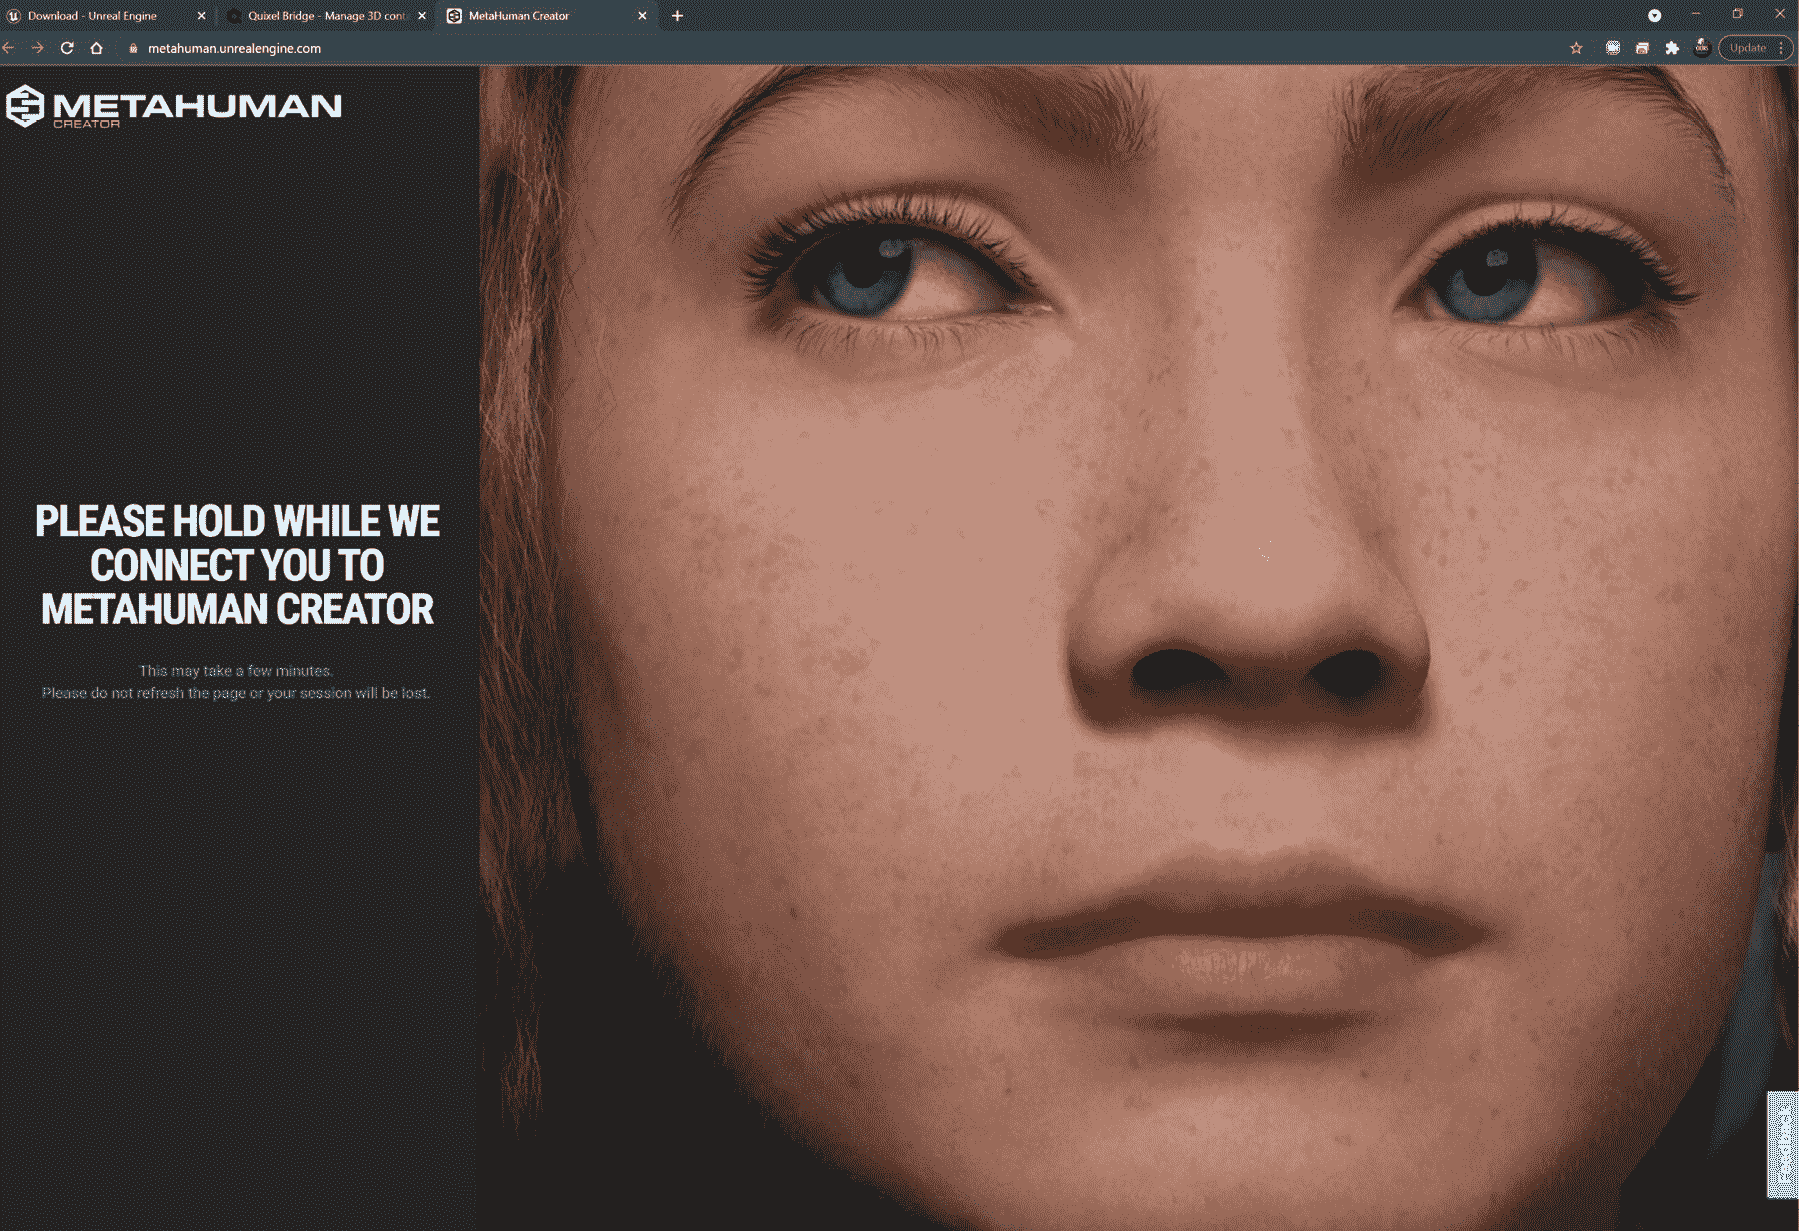 Download - Unreal Engine
Quixel Bridge - Manage 3D cont
MetaHuman Creator
metahuman.unrealengine.com
Update
METAHUMAN
CREATOR
PLEASE HOLD WHILE WE
CONNECT YOU TO
METAHUMAN CREATOR
This may take a few minutes.
Please do not refresh the page or your session will be lost.